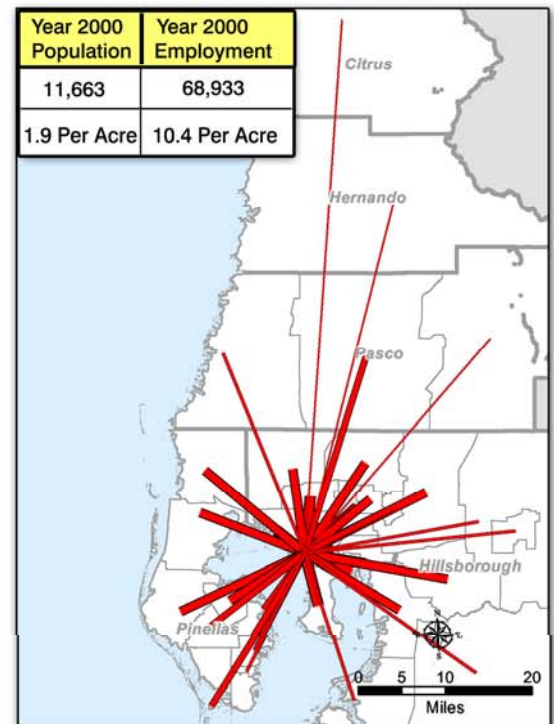 Year 2000 Year 2000
Population Employment
11,663 68,933
1.9 Per Acre 10.4 Per Acre
Citrus
Hernando
Pasco
Hillsborough
Pinellas
N
S
0 5 10 20
Miles